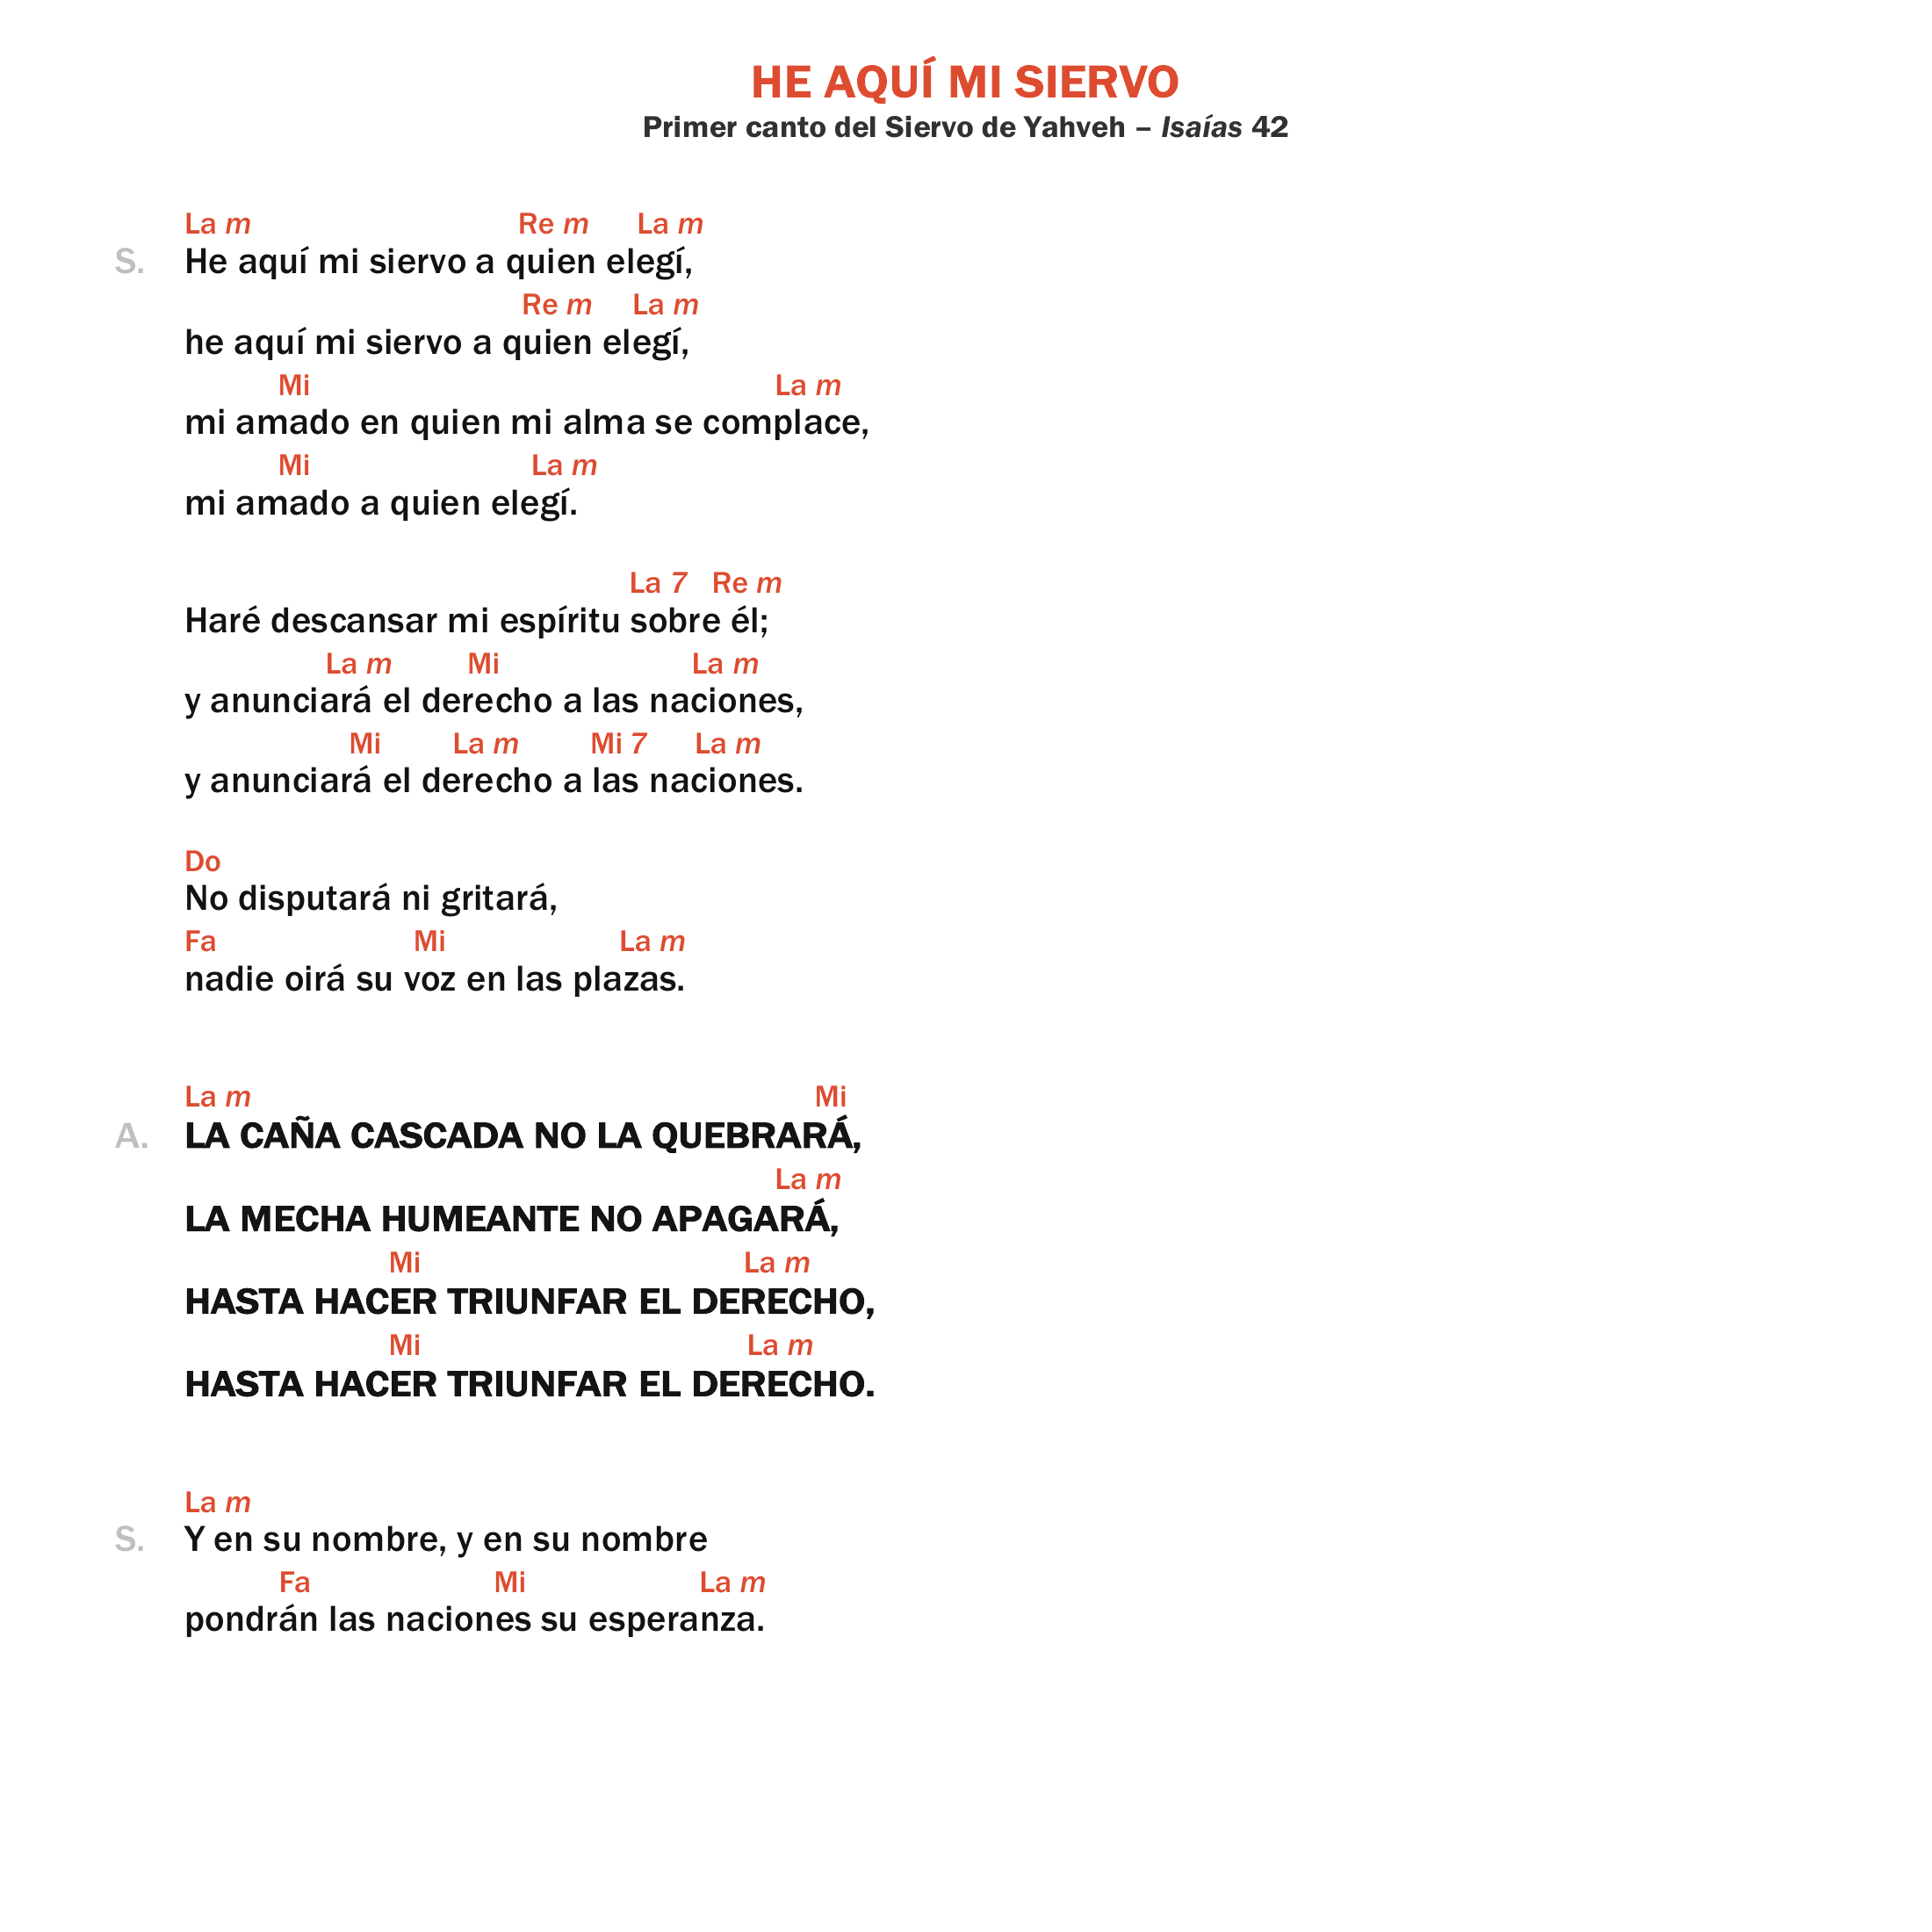 HE AQUÍ MI SIERVO
Primer canto del Siervo de Yahveh – Isaías 42
La m Re m La m
S. He aquí mi siervo a quien elegí,
Re m La m
he aquí mi siervo a quien elegí,
Mi La m
mi amado en quien mi alma se complace,
Mi La m
mi amado a quien elegí.
La 7 Re m
Haré descansar mi espíritu sobre él;
La m Mi La m
y anunciará el derecho a las naciones,
Mi La m Mi 7 La m
y anunciará el derecho a las naciones.
Do
No disputará ni gritará,
Fa Mi La m
nadie oirá su voz en las plazas.
La m Mi
A. LA CAÑA CASCADA NO LA QUEBRARÁ,
La m
LA MECHA HUMEANTE NO APAGARÁ,
Mi La m
HASTA HACER TRIUNFAR EL DERECHO,
Mi La m
HASTA HACER TRIUNFAR EL DERECHO.
La m
S. Y en su nombre, y en su nombre
Fa Mi La m
pondrán las naciones su esperanza.